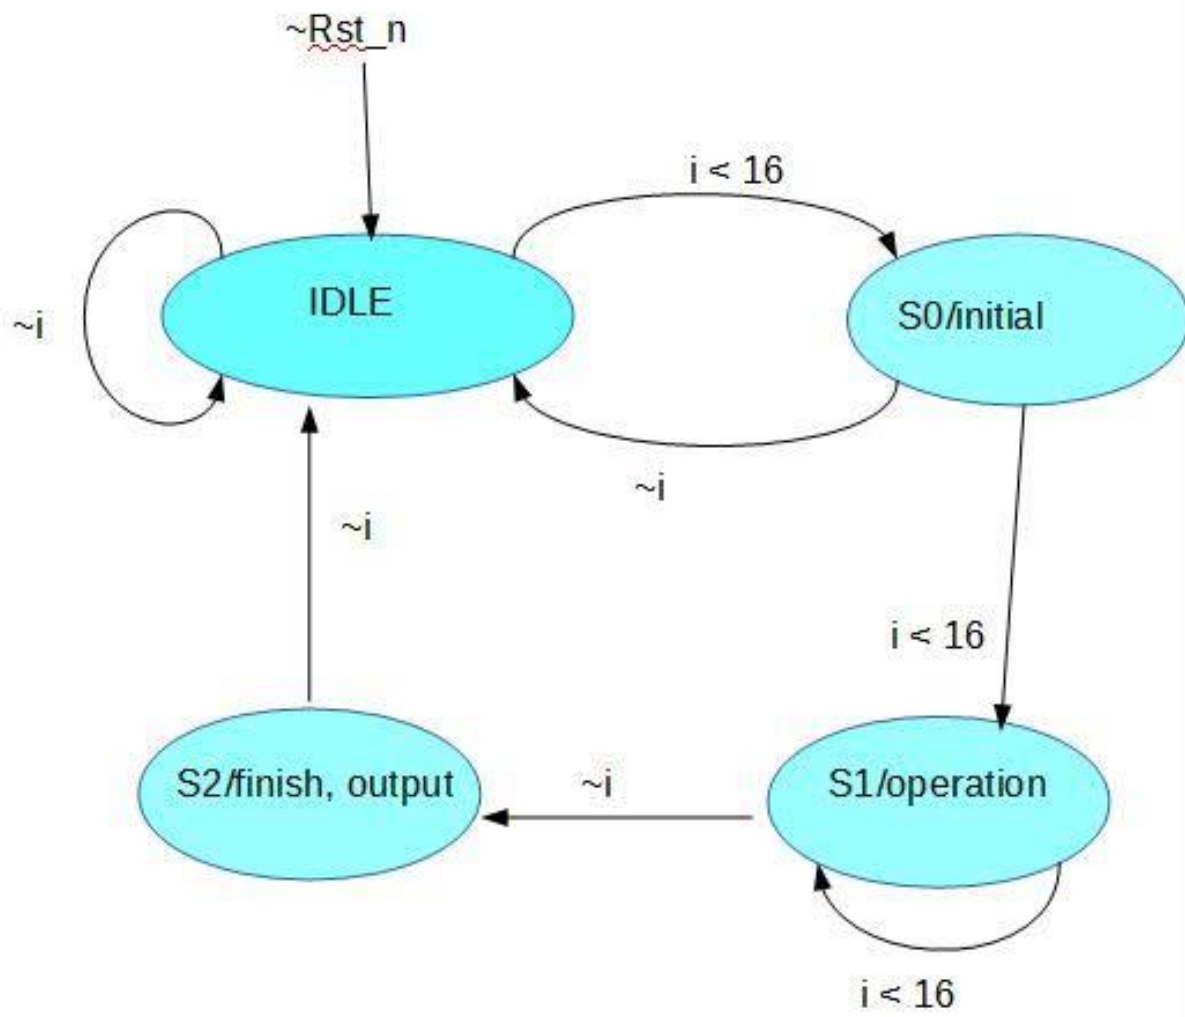 ~Rst_n
i < 16
IDLE
S0/initial
~i
~i
~i
i < 16
S2/finish, output
~i
S1/operation
i < 16